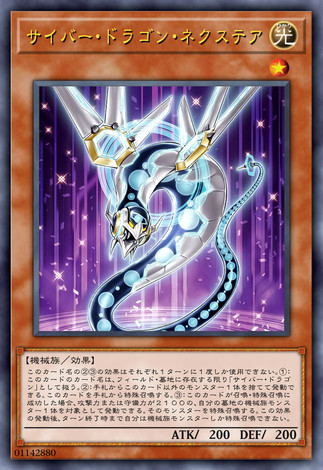 サイバー・ドラゴン・ネクステア
光
【機械族／効果】
このカード名の②③の効果はそれぞれ１ターンに１度しか使用できない。①：
このカードのカード名は、フィールド・墓地に存在する限り「サイバー・ドラゴ
ン」として扱う。②：手札からこのカード以外のモンスター１体を捨てて発動でき
る。このカードを手札から特殊召喚する。③：このカードが召喚・特殊召喚に
成功した場合、攻撃力または守備力が２１００の、自分の墓地の機械族モンス
ター１体を対象として発動できる。そのモンスターを特殊召喚する。この効果
の発動後、ターン終了時まで自分は機械族モンスターしか特殊召喚できない。
ATK/ 200 DEF/ 200
01142880